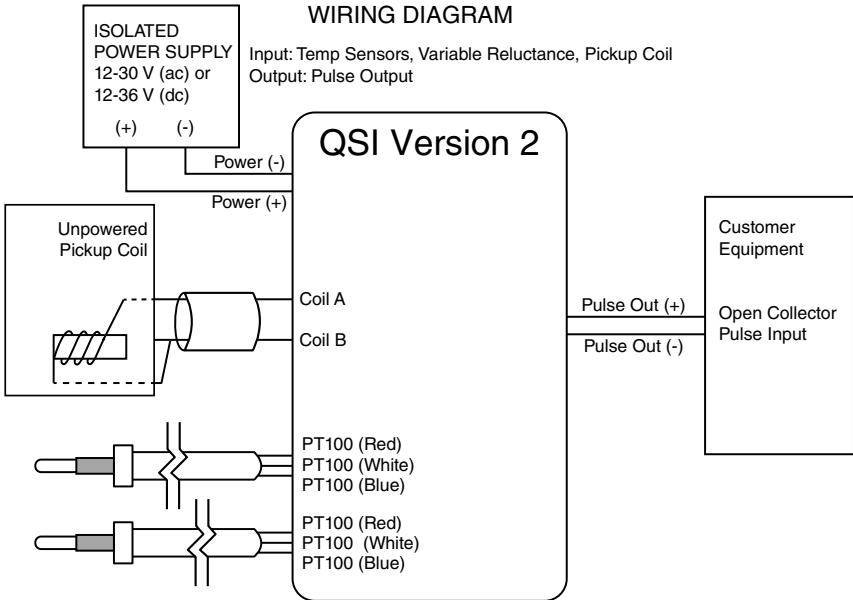 WIRING DIAGRAM
ISOLATED
POWER SUPPLY
12-30 V (ac) or
12-36 V (dc)
(+) (-)
Input: Temp Sensors, Variable Reluctance, Pickup Coil
Output: Pulse Output
QSI Version 2
Power (-)
Power (+)
Unpowered
Pickup Coil
Coil A
Coil B
Customer
Equipment
Pulse Out (+)
Pulse Out (-)
Open Collector
Pulse Input
PT100 (Red)
PT100 (White)
PT100 (Blue)
PT100 (Red)
PT100 (White)
PT100 (Blue)